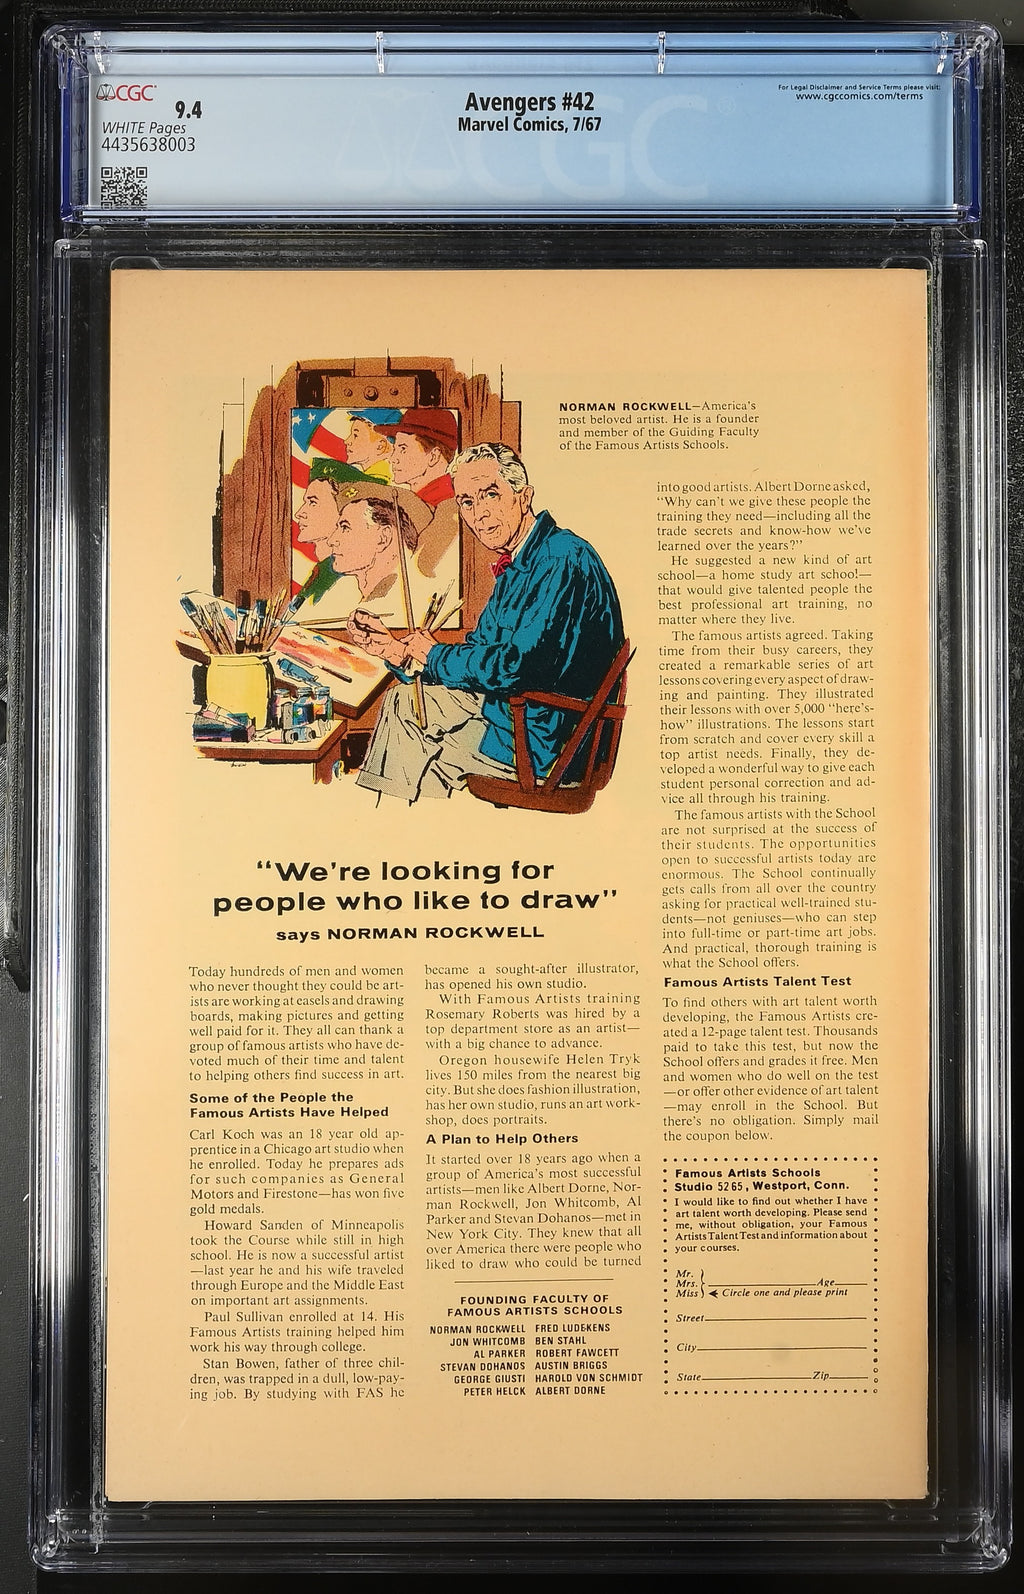 CGC
9.4
WHITE Pages
4435638003
Avengers #42
Marvel Comics, 7/67
For Legal Disclaimer and Service Terms please visit:
www.cgccomics.com/terms
CGC
NORMAN ROCKWELL—America's
most beloved artist. He is a founder
and member of the Guiding Faculty
of the Famous Artists Schools.
"We're looking for
people who like to draw"
says NORMAN ROCKWELL
Today hundreds of men and women
who never thought they could be art-
ists are working at easels and drawing
boards, making pictures and getting
well paid for it. They all can thank a
group of famous artists who have de-
voted much of their time and talent
to helping others find success in art.
Some of the People the
Famous Artists Have Helped
Carl Koch was an 18 year old ap-
prentice in a Chicago art studio when
he enrolled. Today he prepares ads
for such companies as General
Motors and Firestone—has won five
gold medals.
Howard Sanden of Minneapolis
took the Course while still in high
school. He is now a successful artist
—last year he and his wife traveled
through Europe and the Middle East
on important art assignments.
Paul Sullivan enrolled at 14. His
Famous Artists training helped him
work his way through college.
Stan Bowen, father of three chil-
dren, was trapped in a dull, low-pay-
ing job. By studying with FAS he
became a sought-after illustrator,
has opened his own studio.
With Famous Artists training
Rosemary Roberts was hired by a
top department store as an artist—
with a big chance to advance.
Oregon housewife Helen Tryk
lives 150 miles from the nearest big
city. But she does fashion illustration,
has her own studio, runs an art work-
shop, does portraits.
A Plan to Help Others
It started over 18 years ago when a
group of America's most successful
artists—men like Albert Dorne, Nor-
man Rockwell, Jon Whitcomb, Al
Parker and Stevan Dohanos—met in
New York City. They knew that all
over America there were people who
liked to draw who could be turned
FOUNDING FACULTY OF
FAMOUS ARTISTS SCHOOLS
NORMAN ROCKWELL FRED LUDEKENS
JON WHITCOMB BEN STAHL
AL PARKER ROBERT FAWCETT
STEVAN DOHANOS AUSTIN BRIGGS
GEORGE GIUSTI HAROLD VON SCHMIDT
PETER HELCK ALBERT DORNE
into good artists. Albert Dorne asked,
"Why can't we give these people the
training they need—including all the
trade secrets and know-how we've
learned over the years?"
He suggested a new kind of art
school—a home study art school—
that would give talented people the
best professional art training, no
matter where they live.
The famous artists agreed. Taking
time from their busy careers, they
created a remarkable series of art
lessons covering every aspect of draw-
ing and painting. They illustrated
their lessons with over 5,000 "here's-
how" illustrations. The lessons start
from scratch and cover every skill a
top artist needs. Finally, they de-
veloped a wonderful way to give each
student personal correction and ad-
vice all through his training.
The famous artists with the School
are not surprised at the success of
their students. The opportunities
open to successful artists today are
enormous. The School continually
gets calls from all over the country
asking for practical well-trained stu-
dents—not geniuses—who can step
into full-time or part-time art jobs.
And practical, thorough training is
what the School offers.
Famous Artists Talent Test
To find others with art talent worth
developing, the Famous Artists cre-
ated a 12-page talent test. Thousands
paid to take this test, but now the
School offers and grades it free. Men
and women who do well on the test
—or offer other evidence of art talent
—may enroll in the School. But
there's no obligation. Simply mail
the coupon below.
Famous Artists Schools
Studio 5265, Westport, Conn.
I would like to find out whether I have
art talent worth developing. Please send
me, without obligation, your Famous
Artists Talent Test and information about
your courses.
Mr.
Mrs. Age
Miss Circle one and please print
Street
City
State Zip